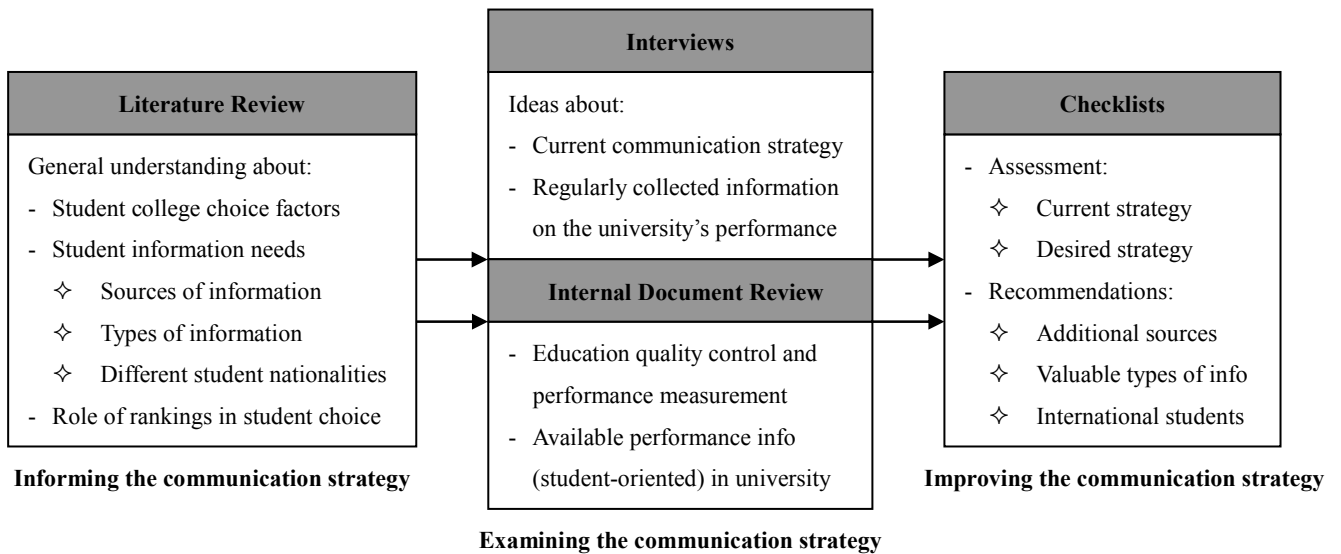 Literature Review
General understanding about:
- Student college choice factors
- Student information needs
✧ Sources of information
✧ Types of information
✧ Different student nationalities
- Role of rankings in student choice
Informing the communication strategy
Interviews
Ideas about:
- Current communication strategy
- Regularly collected information
on the university’s performance
Internal Document Review
- Education quality control and
performance measurement
- Available performance info
(student-oriented) in university
Examining the communication strategy
Checklists
- Assessment:
✧ Current strategy
✧ Desired strategy
- Recommendations:
✧ Additional sources
✧ Valuable types of info
✧ International students
Improving the communication strategy